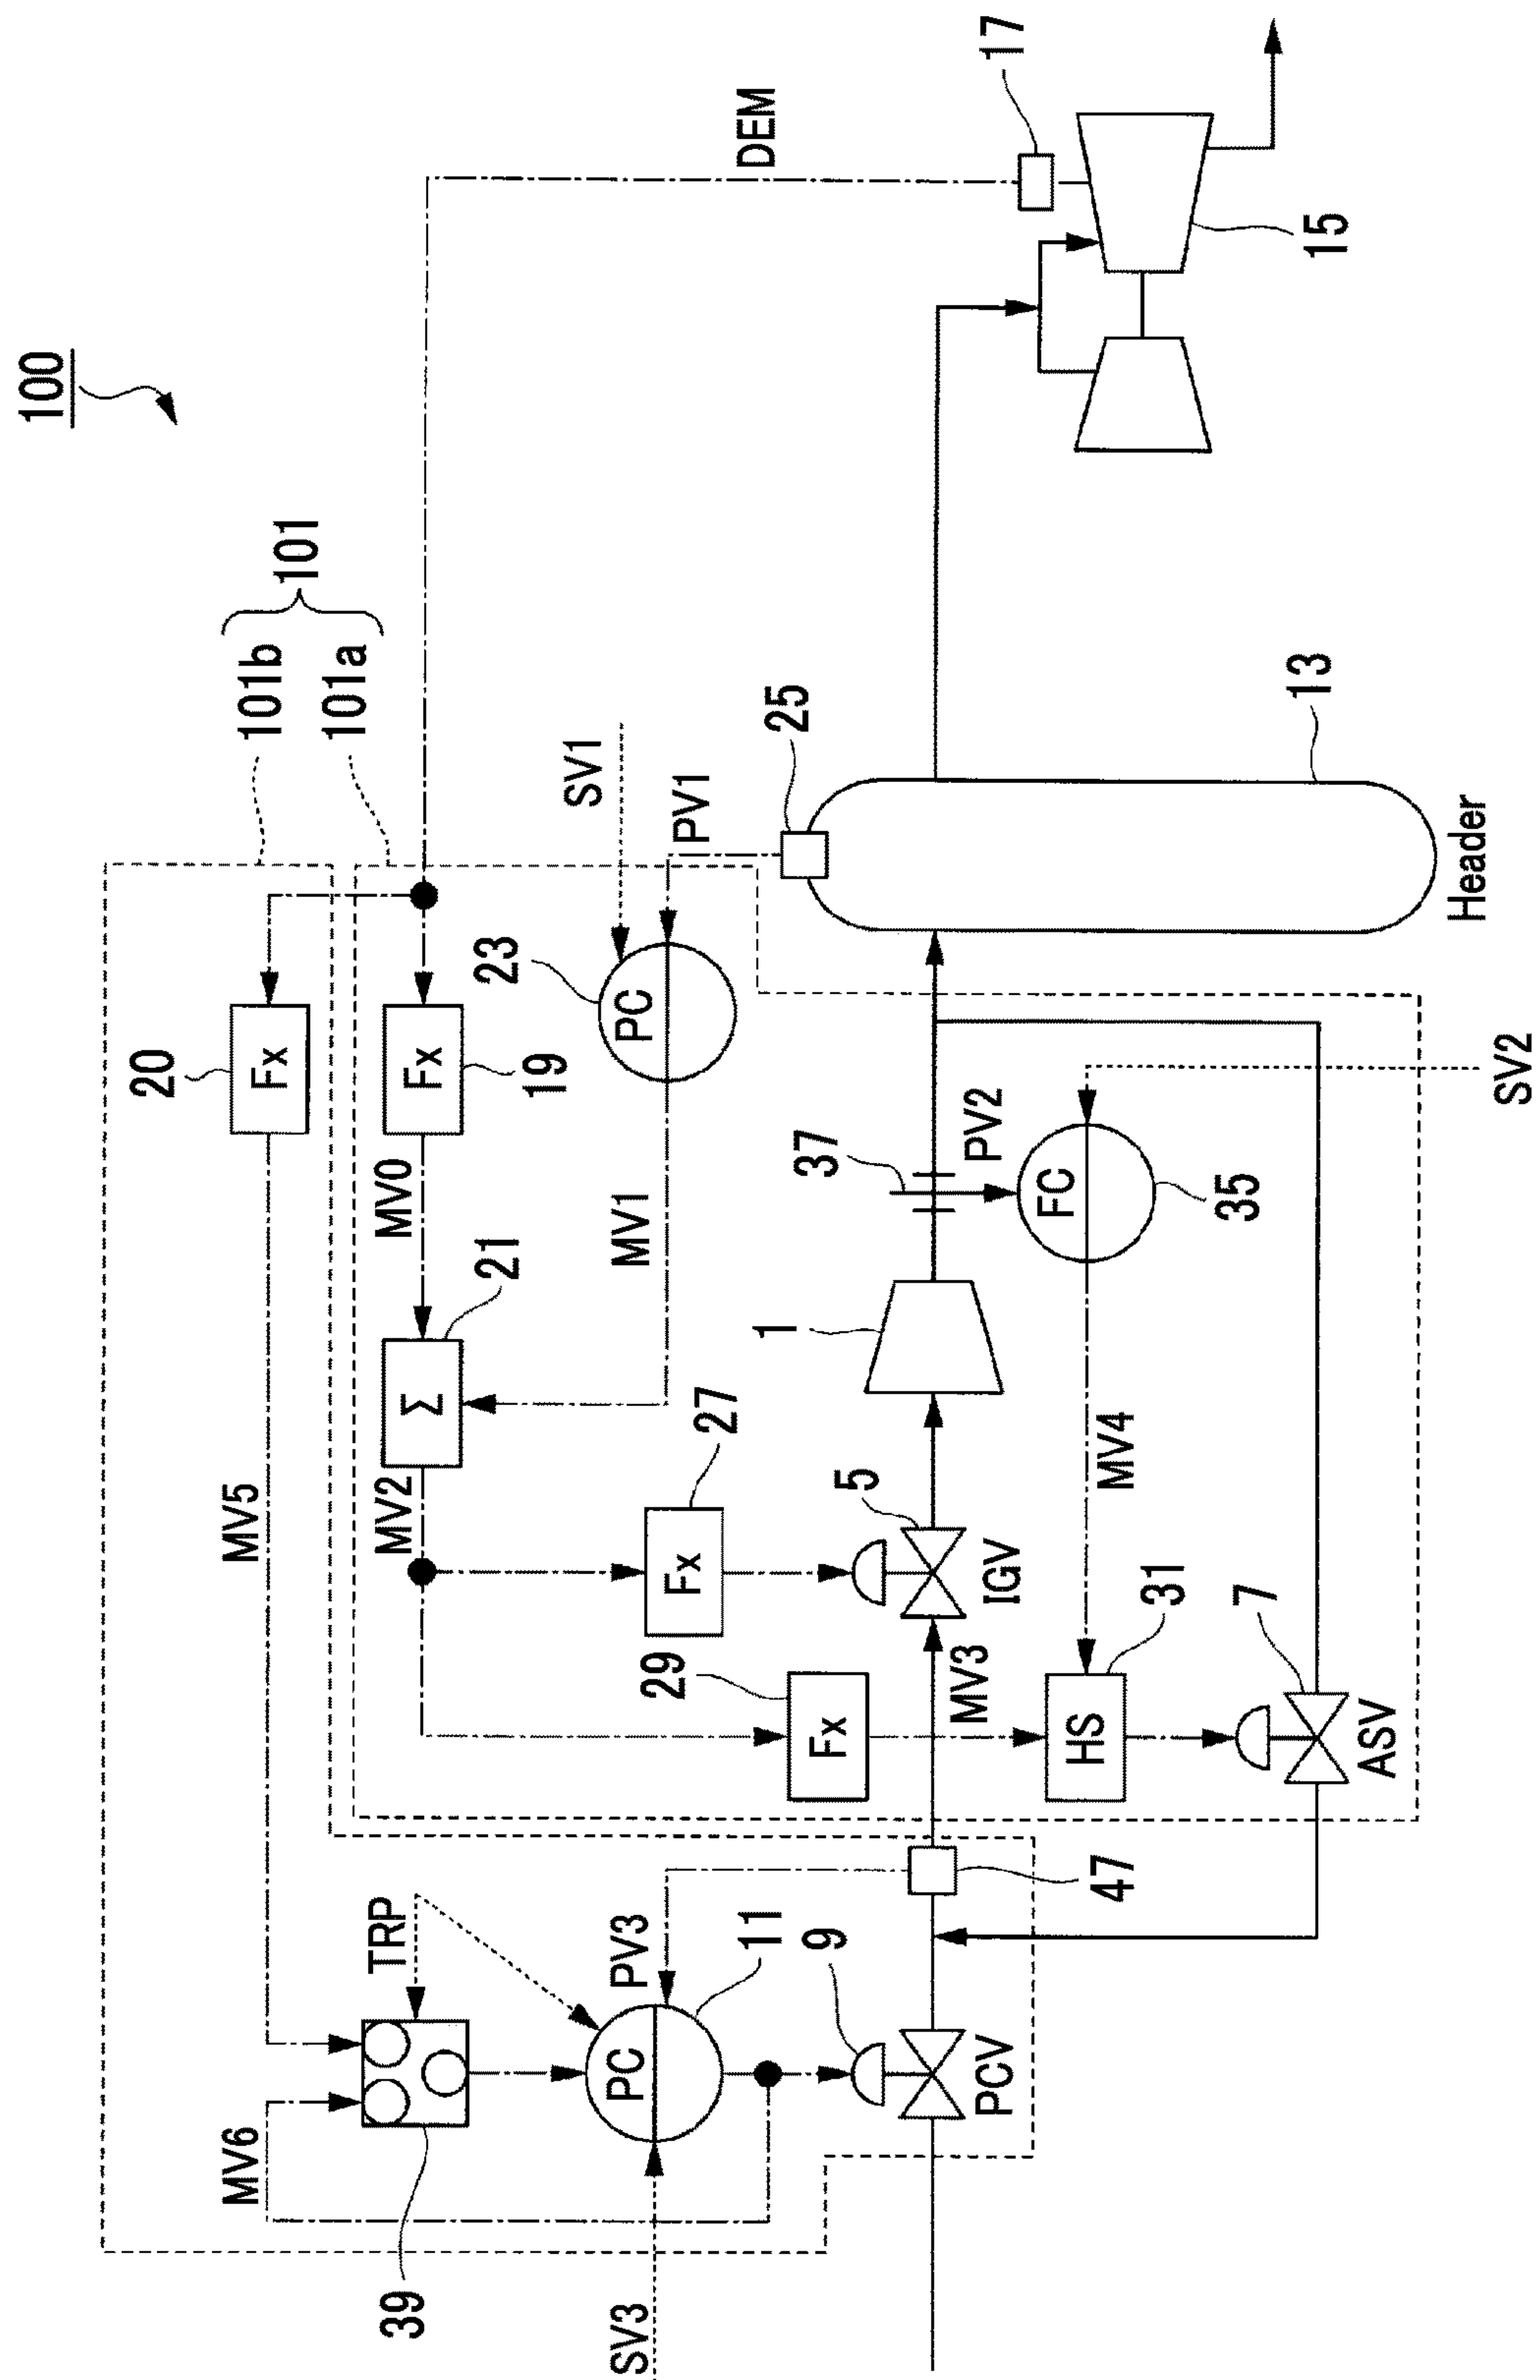 100
101
101b
101a
DEM
17
15
20
Fx
Fx
19
MV5
MV0
21
Σ
MV2
SV1
PV1
23
PC
MV1
25
13
Header
27
Fx
29
Fx
5
IGV
1
37
PV2
FC
35
SV2
MV4
MV3
31
HS
7
ASV
TRP
MV6
39
PV3
11
PC
SV3
9
PCV
47